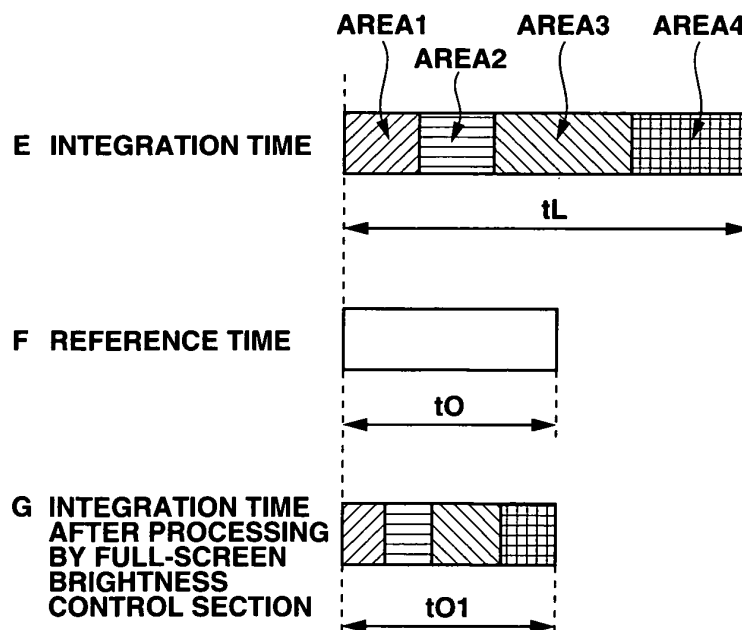 AREA1 AREA3 AREA4
AREA2
E INTEGRATION TIME
tL
F REFERENCE TIME
tO
G INTEGRATION TIME
AFTER PROCESSING
BY FULL-SCREEN
BRIGHTNESS
CONTROL SECTION
tO1